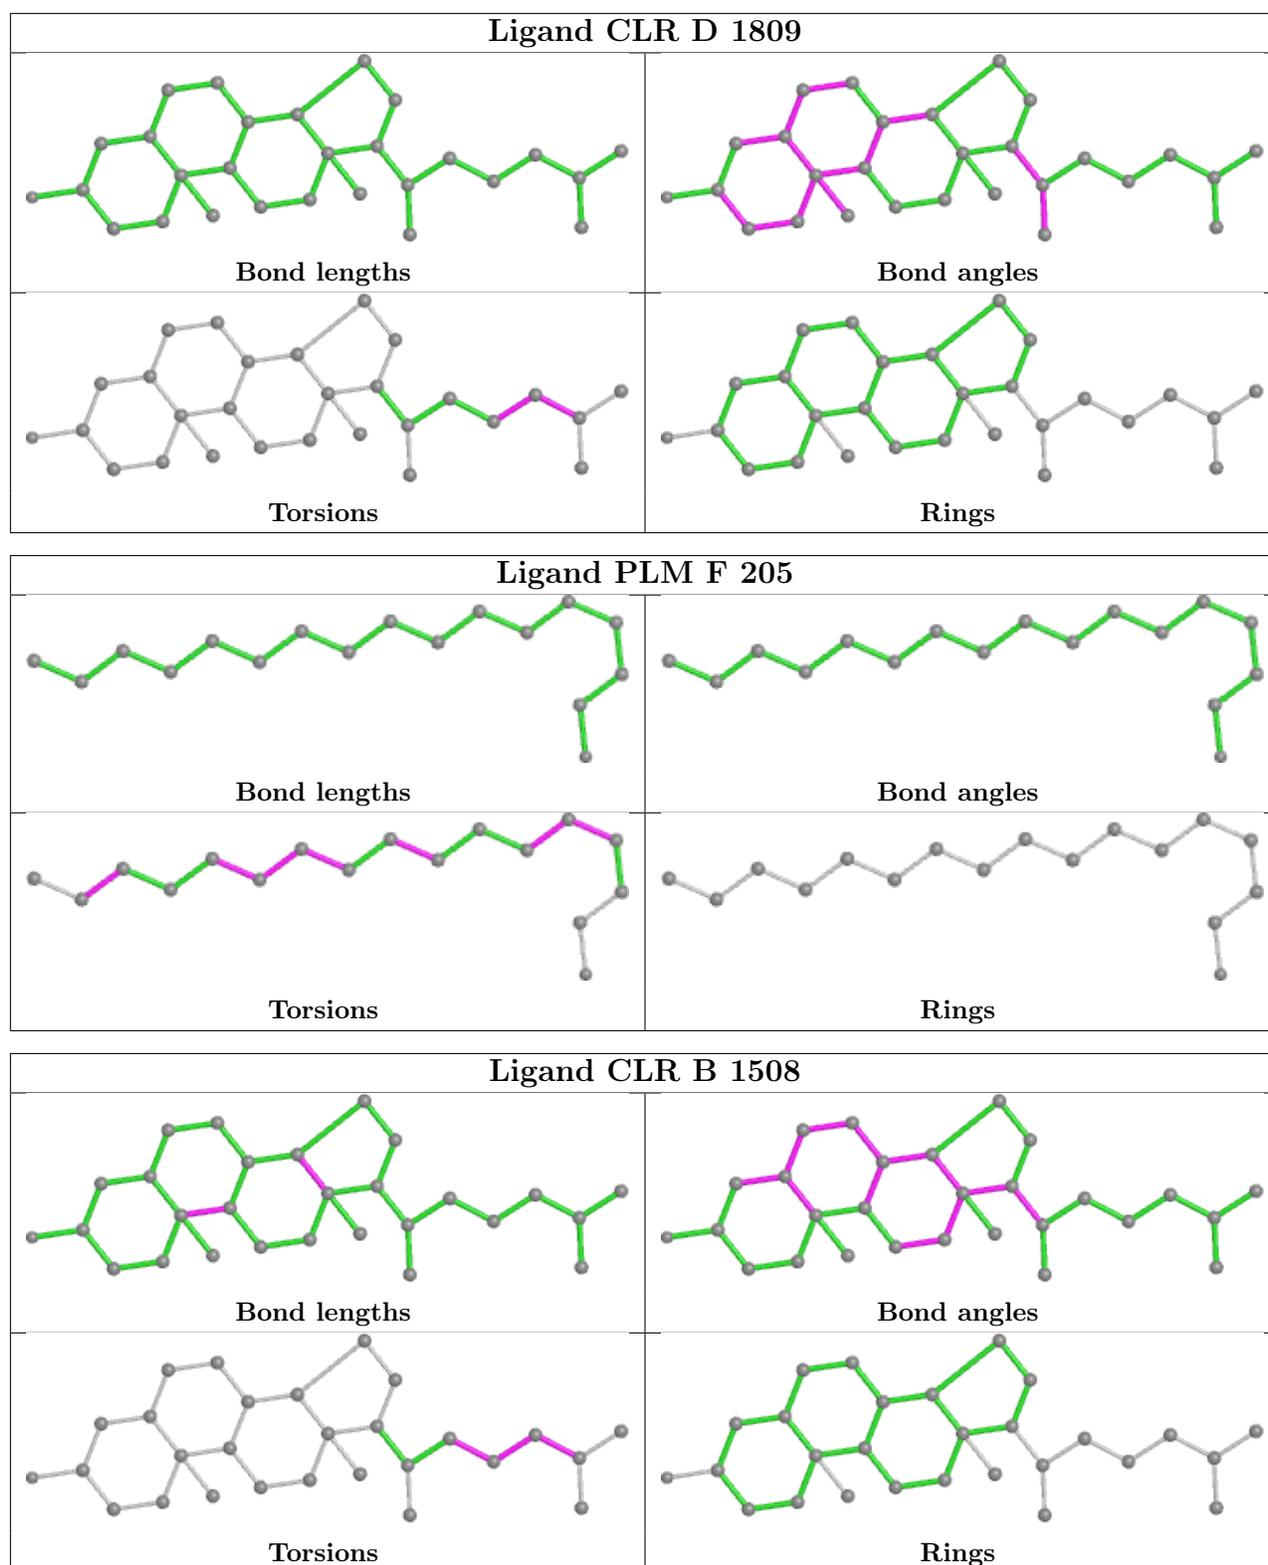 Ligand CLR D 1809
Bond lengths
Bond angles
Torsions
Rings
Ligand PLM F 205
Bond lengths
Bond angles
Torsions
Rings
Ligand CLR B 1508
Bond lengths
Bond angles
Torsions
Rings